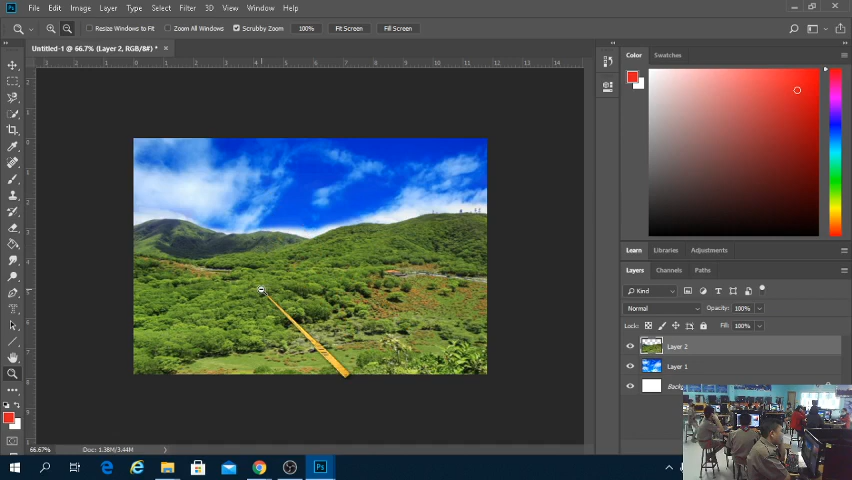 Ps File Edit Image Layer Type Select Filter 3D View Window Help
Resize Windows to Fit Zoom All Windows Scrubby Zoom 100% Fit Screen Fill Screen
Untitled-1 @ 66.7% (Layer 2, RGB/8#) * ×
Color Swatches
Learn Libraries Adjustments
Layers Channels Paths
Kind
Normal Opacity: 100%
Lock: Fill: 100%
Layer 2
Layer 1
66.67% Doc: 1.38M/3.44M
Ps